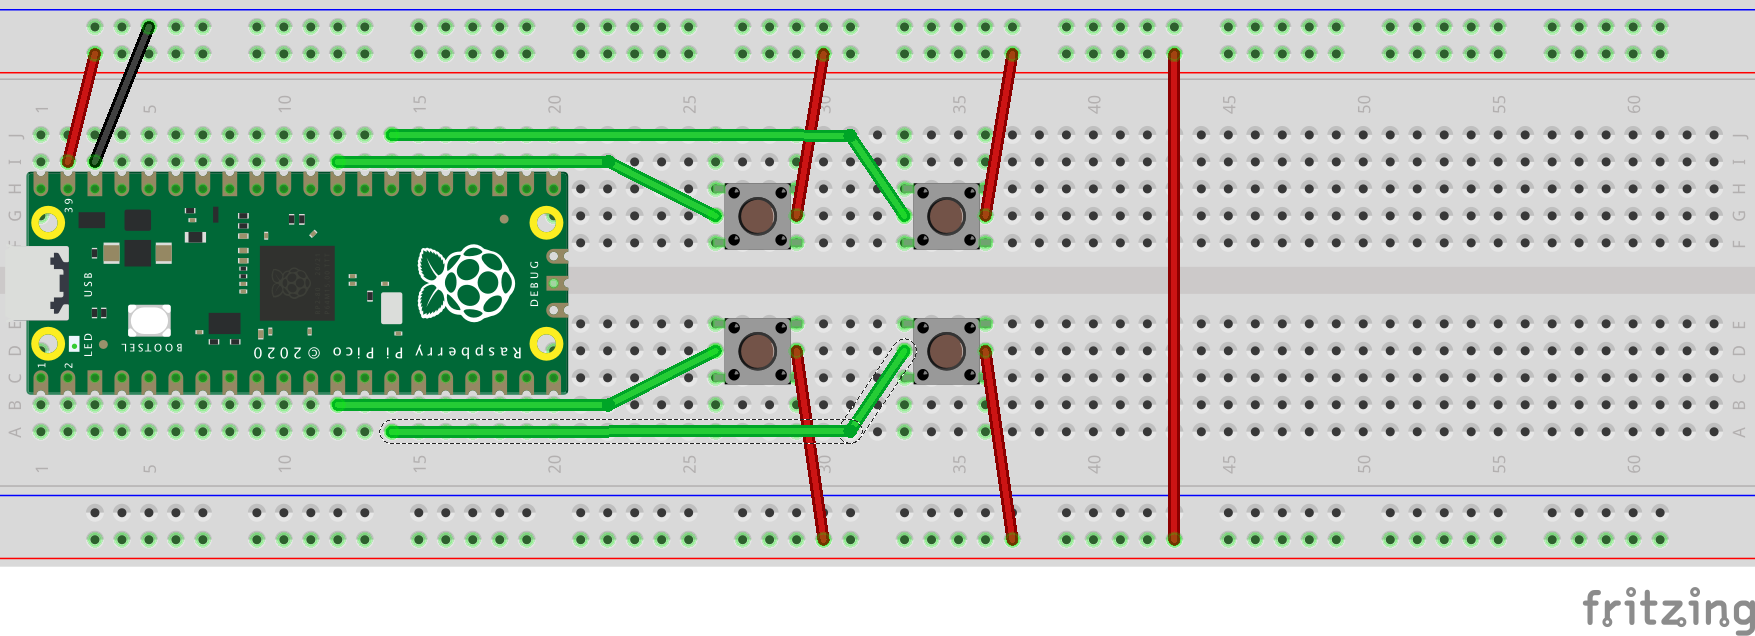 1 5 10 15 20 25 30 35 40 45 50 55 60
J J
I I
H H
G G
F F
39
USB
DEBUG
LED
BOOTSEL
Raspberry Pi Pico © 2020
1 2
E E
D D
C C
B B
A A
1 5 10 15 20 25 30 35 40 45 50 55 60
fritzing